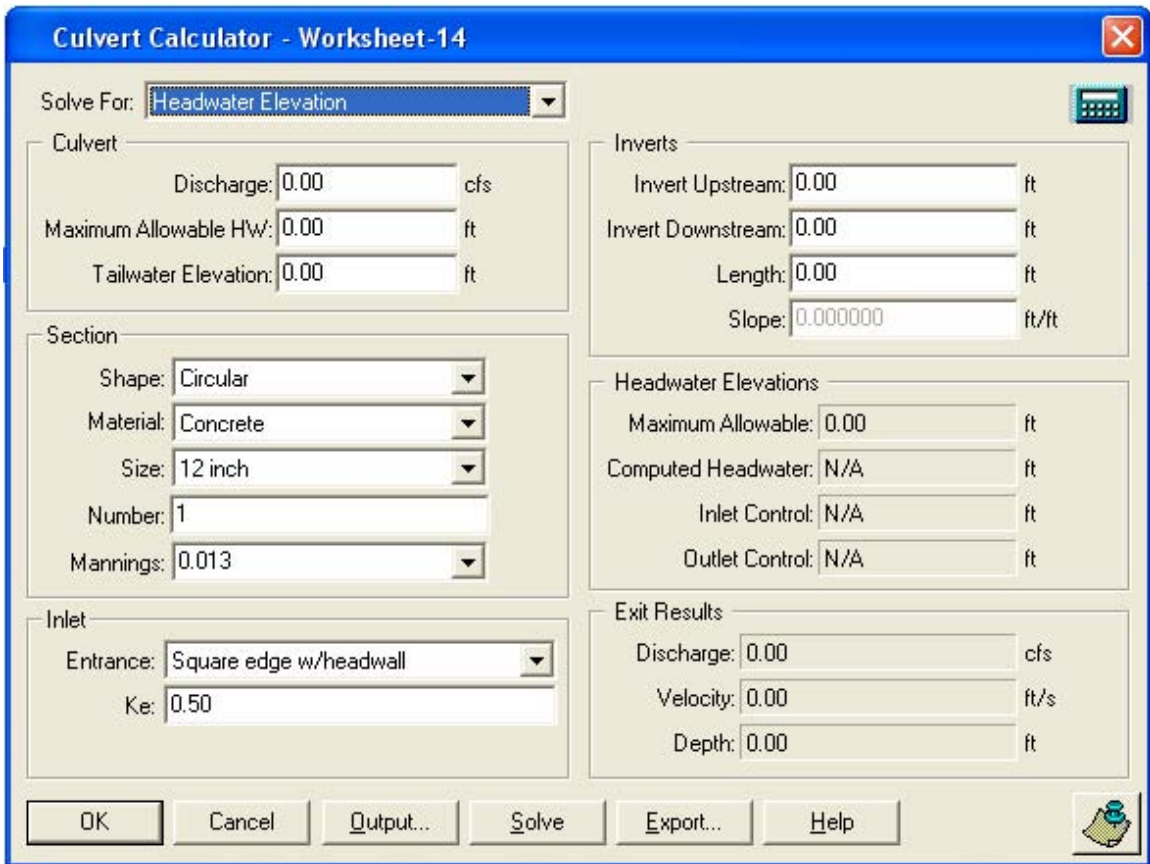 Culvert Calculator - Worksheet-14
Solve For: Headwater Elevation
Culvert
Discharge: 0.00 cfs
Maximum Allowable HW: 0.00 ft
Tailwater Elevation: 0.00 ft
Section
Shape: Circular
Material: Concrete
Size: 12 inch
Number: 1
Mannings: 0.013
Inlet
Entrance: Square edge w/headwall
Ke: 0.50
Inverts
Invert Upstream: 0.00 ft
Invert Downstream: 0.00 ft
Length: 0.00 ft
Slope: 0.000000 ft/ft
Headwater Elevations
Maximum Allowable: 0.00 ft
Computed Headwater: N/A ft
Inlet Control: N/A ft
Outlet Control: N/A ft
Exit Results
Discharge: 0.00 cfs
Velocity: 0.00 ft/s
Depth: 0.00 ft
OK Cancel Output... Solve Export... Help